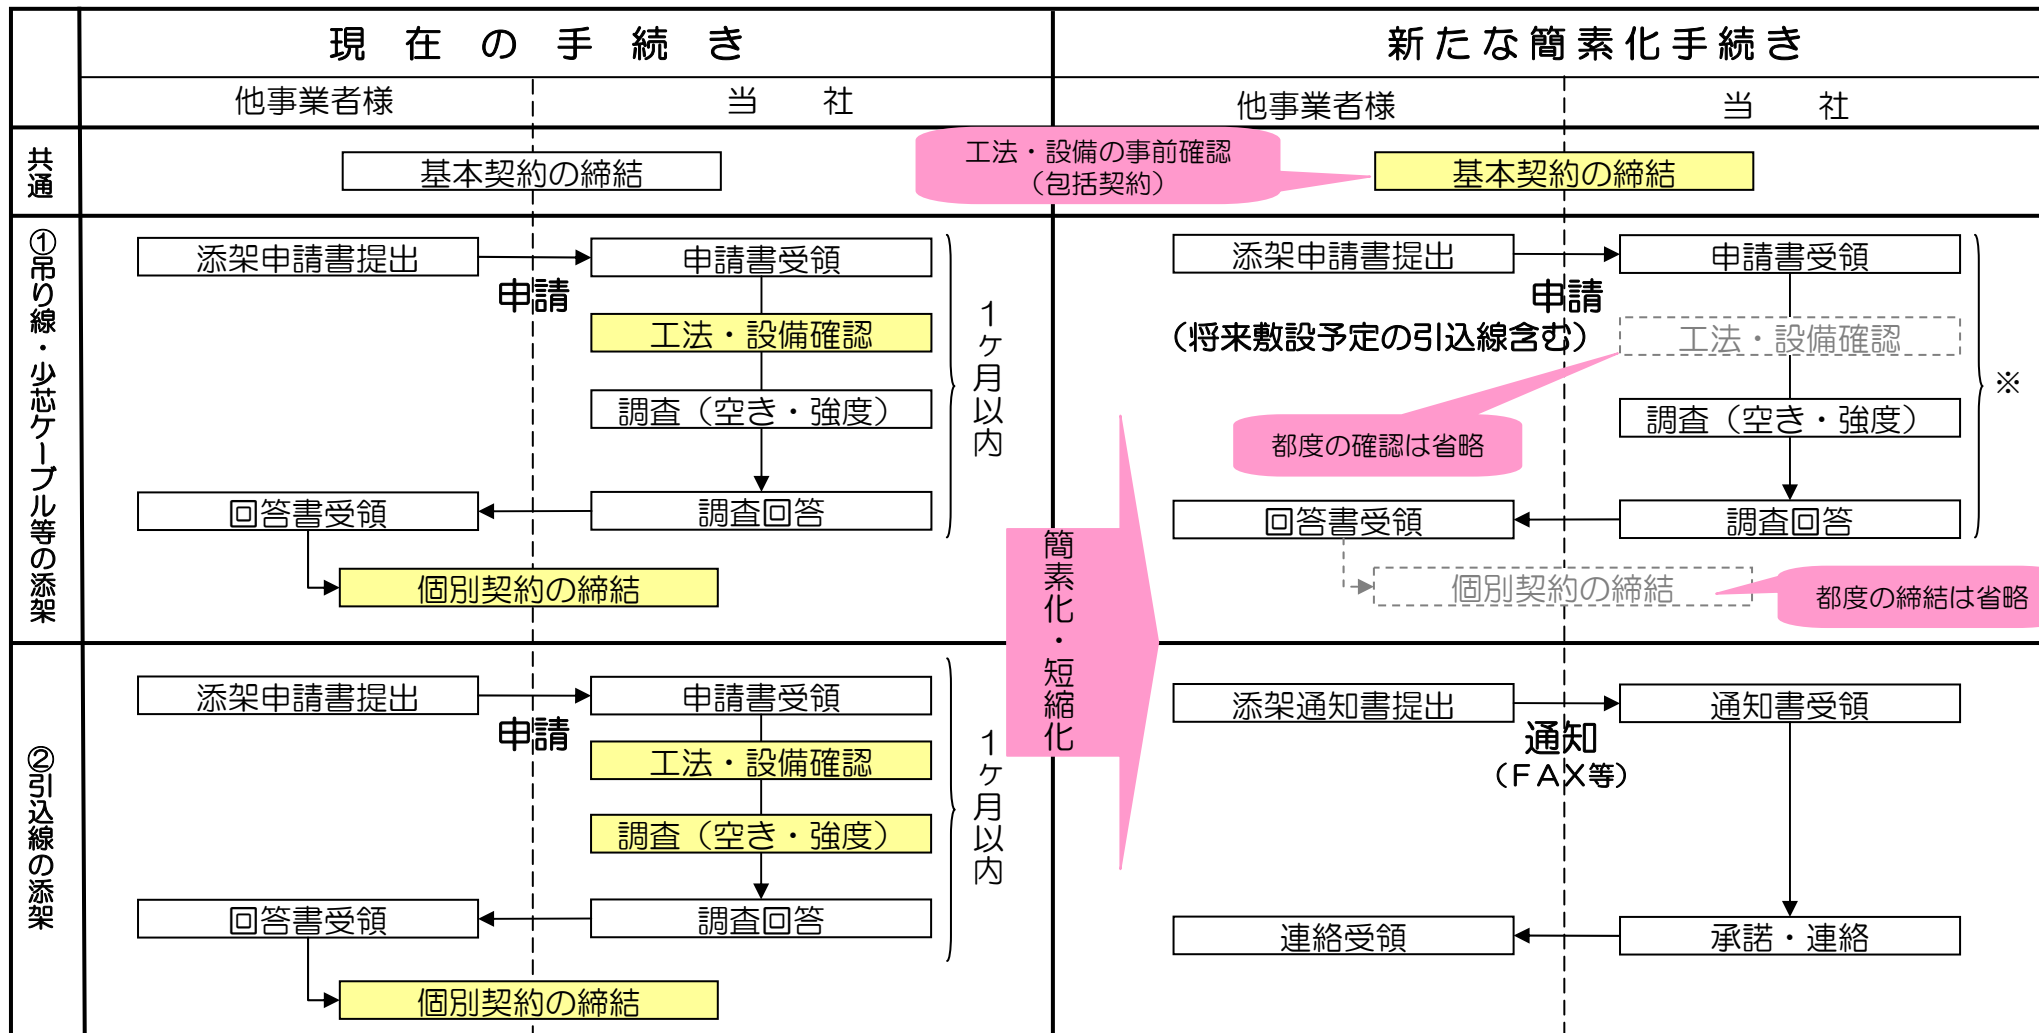 現在の手続き
新たな簡素化手続き
他事業者様
当社
他事業者様
当社
共通
基本契約の締結
工法・設備の事前確認
（包括契約）
基本契約の締結
①吊り線・少芯ケーブル等の添架
添架申請書提出
申請書受領
申請
工法・設備確認
調査（空き・強度）
回答書受領
調査回答
個別契約の締結
1ヶ月以内
簡素化・短縮化
添架申請書提出
申請書受領
申請
（将来敷設予定の引込線含む）
工法・設備確認
都度の確認は省略
調査（空き・強度）
※
回答書受領
調査回答
個別契約の締結
都度の締結は省略
②引込線の添架
添架申請書提出
申請書受領
申請
工法・設備確認
調査（空き・強度）
回答書受領
調査回答
個別契約の締結
1ヶ月以内
添架通知書提出
通知書受領
通知
（FAX等）
連絡受領
承諾・連絡